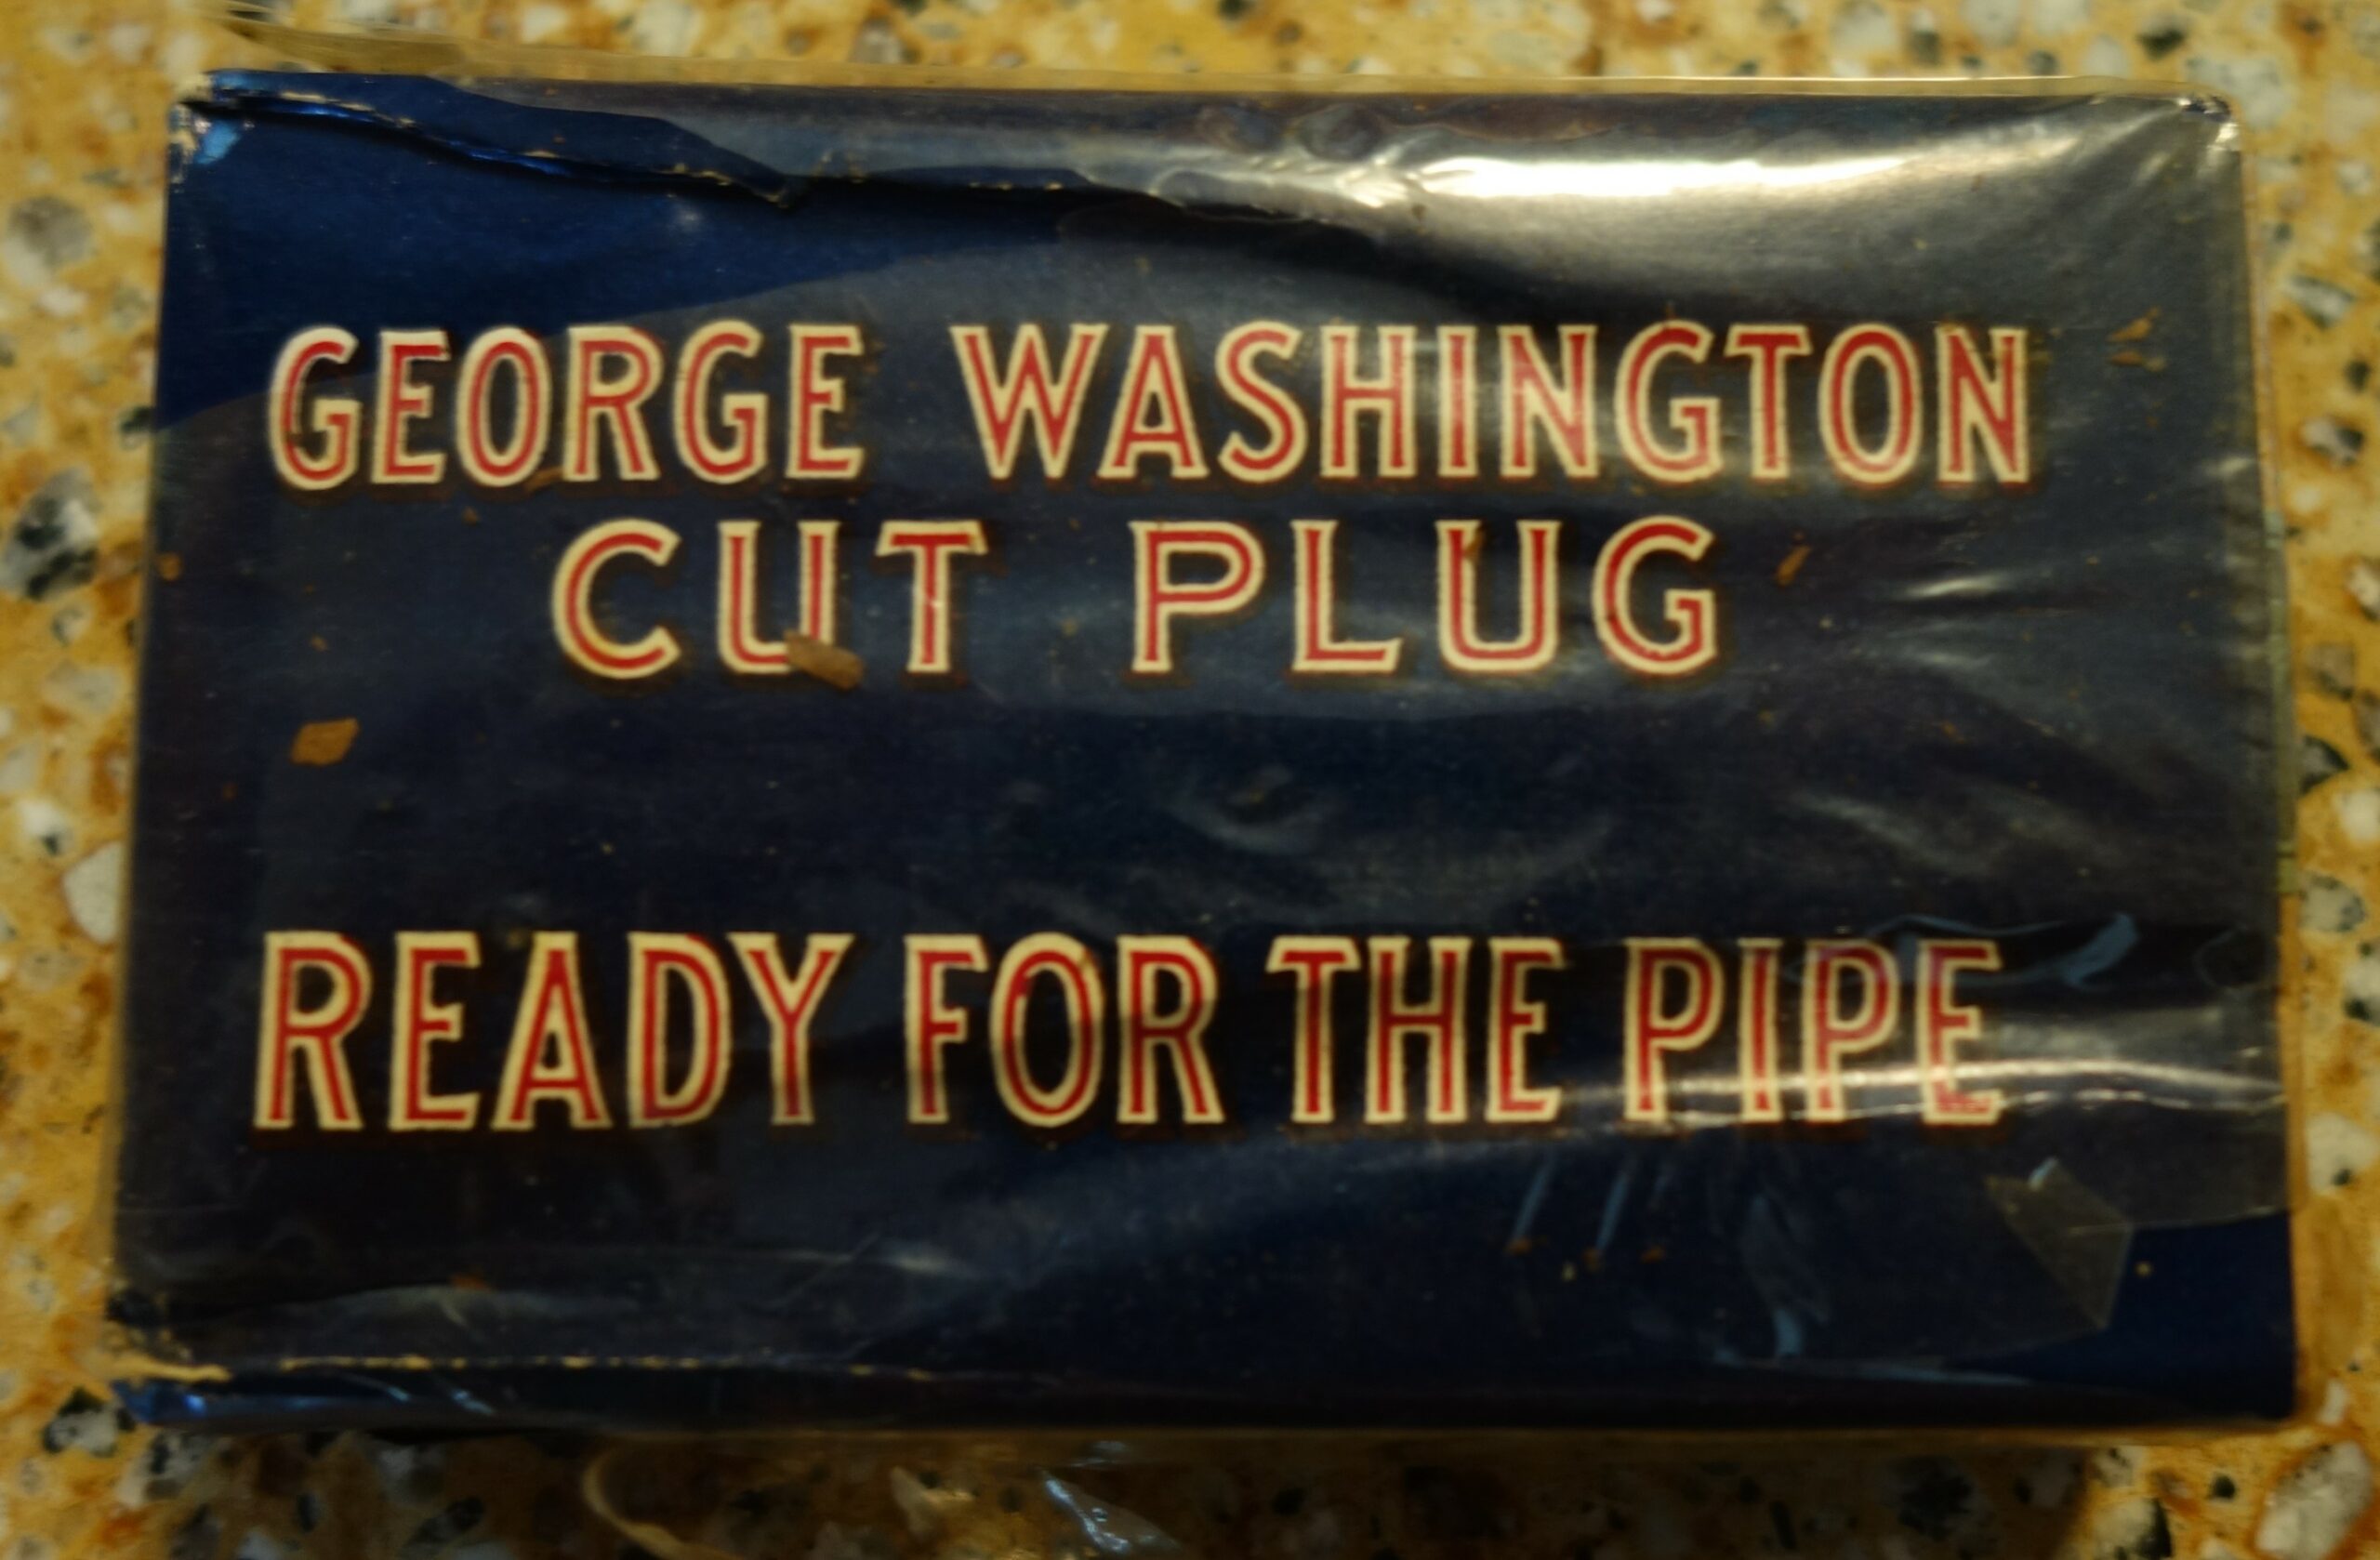 GEORGE WASHINGTON
CUT PLUG
READY FOR THE PIPE